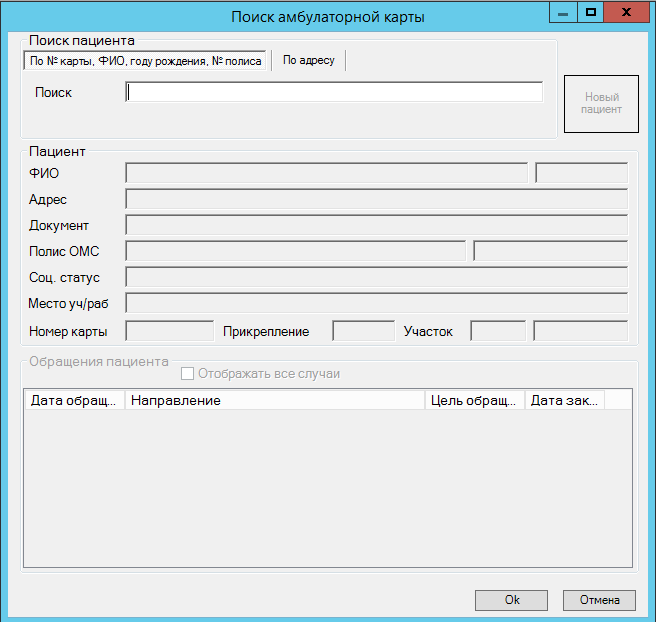 Поиск амбулаторной карты
Поиск пациента
По № карты, ФИО, году рождения, № полиса
По адресу
Поиск
Новый
пациент
Пациент
ФИО
Адрес
Документ
Полис ОМС
Соц. статус
Место уч/раб
Номер карты Прикрепление Участок
Обращения пациента
Отображать все случаи
Дата обращ... Направление Цель обращ... Дата зак...
Ok Отмена